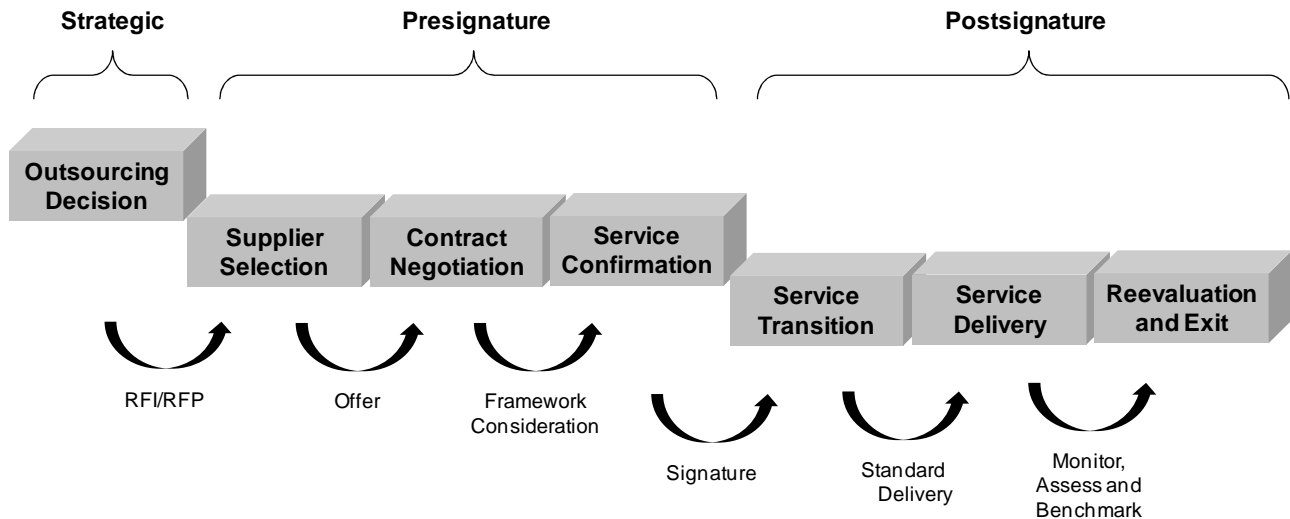 Strategic
Presignature
Postsignature
Outsourcing
Decision
Supplier
Selection
Contract
Negotiation
Service
Confirmation
Service
Transition
Service
Delivery
Reevaluation
and Exit
RFI/RFP
Offer
Framework
Consideration
Signature
Standard
Delivery
Monitor,
Assess and
Benchmark